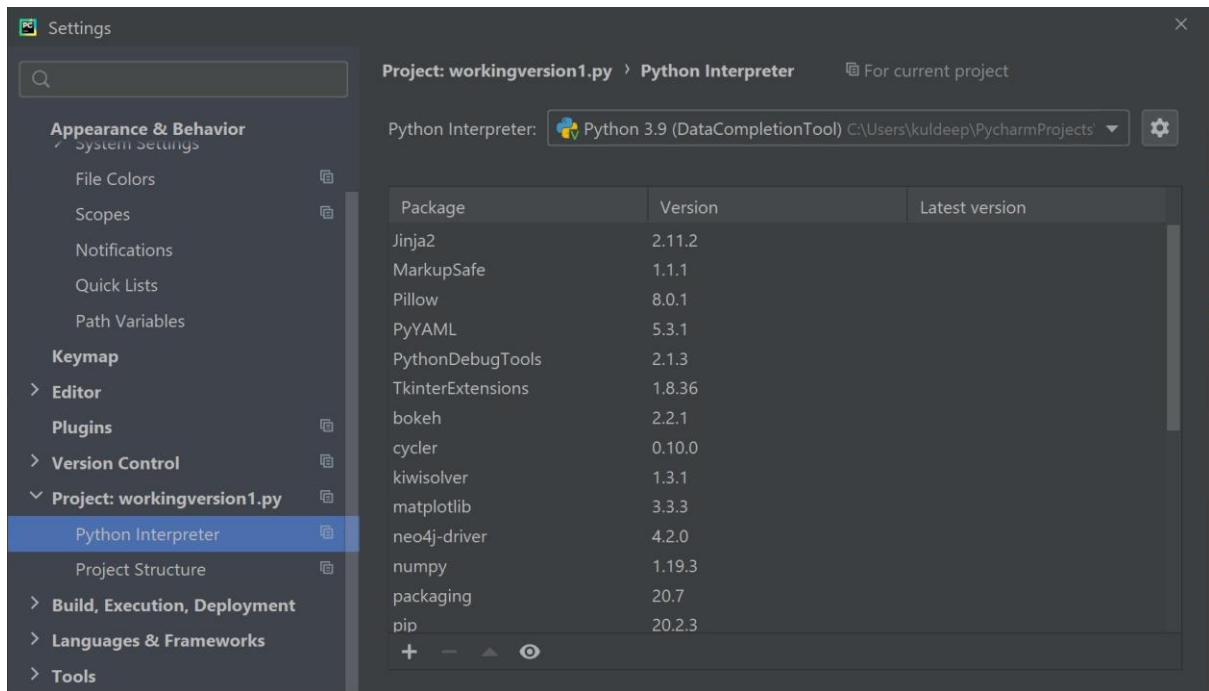 Settings
Project: workingversion1.py › Python Interpreter For current project
Appearance & Behavior
System Settings
File Colors
Scopes
Notifications
Quick Lists
Path Variables
Keymap
Editor
Plugins
Version Control
Project: workingversion1.py
Python Interpreter
Project Structure
Build, Execution, Deployment
Languages & Frameworks
Tools
Python Interpreter: Python 3.9 (DataCompletionTool) C:\Users\kuldeep\PycharmProjects\
Package Version Latest version
Jinja2 2.11.2
MarkupSafe 1.1.1
Pillow 8.0.1
PyYAML 5.3.1
PythonDebugTools 2.1.3
TkinterExtensions 1.8.36
bokeh 2.2.1
cycler 0.10.0
kiwisolver 1.3.1
matplotlib 3.3.3
neo4j-driver 4.2.0
numpy 1.19.3
packaging 20.7
pip 20.2.3